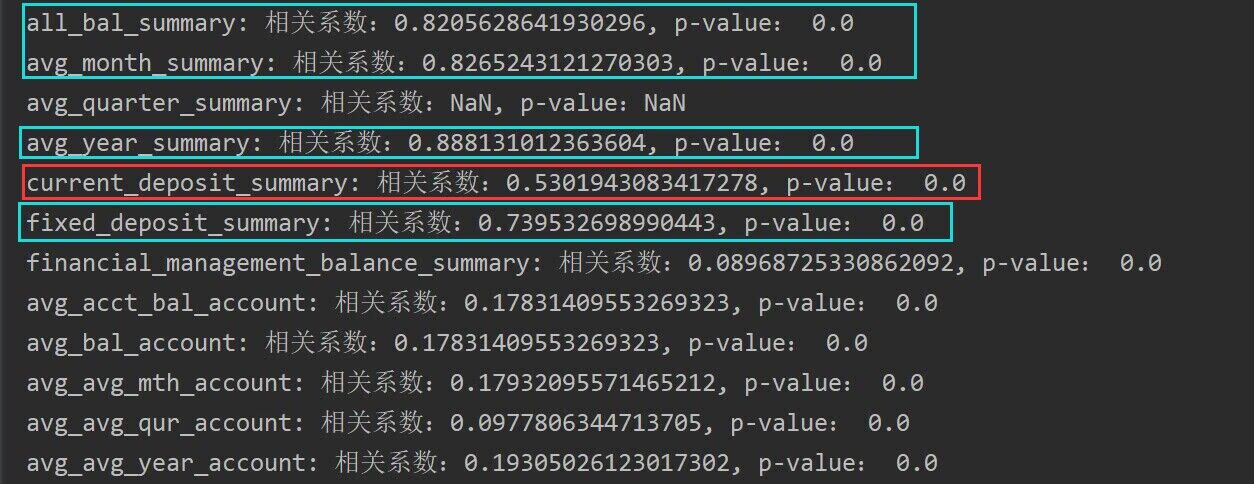 all_bal_summary: 相关系数：0.8205628641930296, p-value： 0.0
avg_month_summary: 相关系数：0.8265243121270303, p-value： 0.0
avg_quarter_summary: 相关系数：NaN, p-value：NaN
avg_year_summary: 相关系数：0.888131012363604, p-value： 0.0
current_deposit_summary: 相关系数：0.5301943083417278, p-value： 0.0
fixed_deposit_summary: 相关系数：0.739532698990443, p-value： 0.0
financial_management_balance_summary: 相关系数：0.08968725330862092, p-value： 0.0
avg_acct_bal_account: 相关系数：0.17831409553269323, p-value： 0.0
avg_bal_account: 相关系数：0.17831409553269323, p-value： 0.0
avg_avg_mth_account: 相关系数：0.17932095571465212, p-value： 0.0
avg_avg_qur_account: 相关系数：0.0977806344713705, p-value： 0.0
avg_avg_year_account: 相关系数：0.19305026123017302, p-value： 0.0